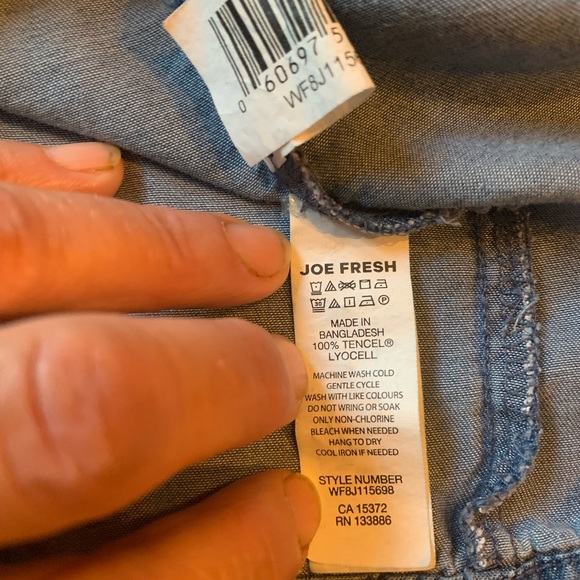 0 60697 5
WF8J1156
JOE FRESH
30 P
MADE IN
BANGLADESH
100% TENCEL®
LYOCELL
MACHINE WASH COLD
GENTLE CYCLE
WASH WITH LIKE COLOURS
DO NOT WRING OR SOAK
ONLY NON-CHLORINE
BLEACH WHEN NEEDED
HANG TO DRY
COOL IRON IF NEEDED
STYLE NUMBER
WF8J115698
CA 15372
RN 133886